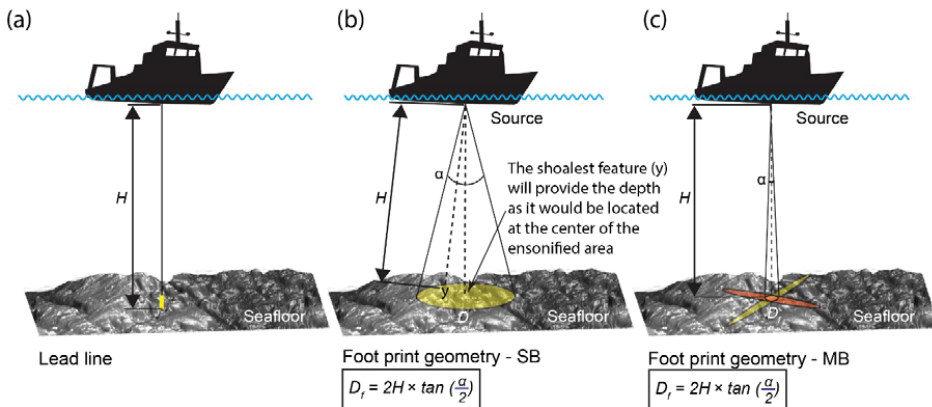 (a)
H
Seafloor
Lead line
(b)
Source
α
H
The shoalest feature (y)
will provide the depth
as it would be located
at the center of the
ensonified area
y
D
Seafloor
Foot print geometry - SB
D_f = 2H × tan (α/2)
(c)
Source
α
H
D
Seafloor
Foot print geometry - MB
D_f = 2H × tan (α/2)